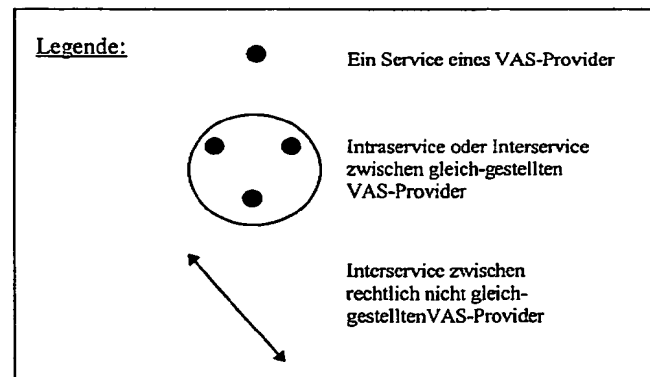 Legende:
Ein Service eines VAS-Provider
Intraservice oder Interservice
zwischen gleich-gestellten
VAS-Provider
Interservice zwischen
rechtlich nicht gleich-
gestelltenVAS-Provider